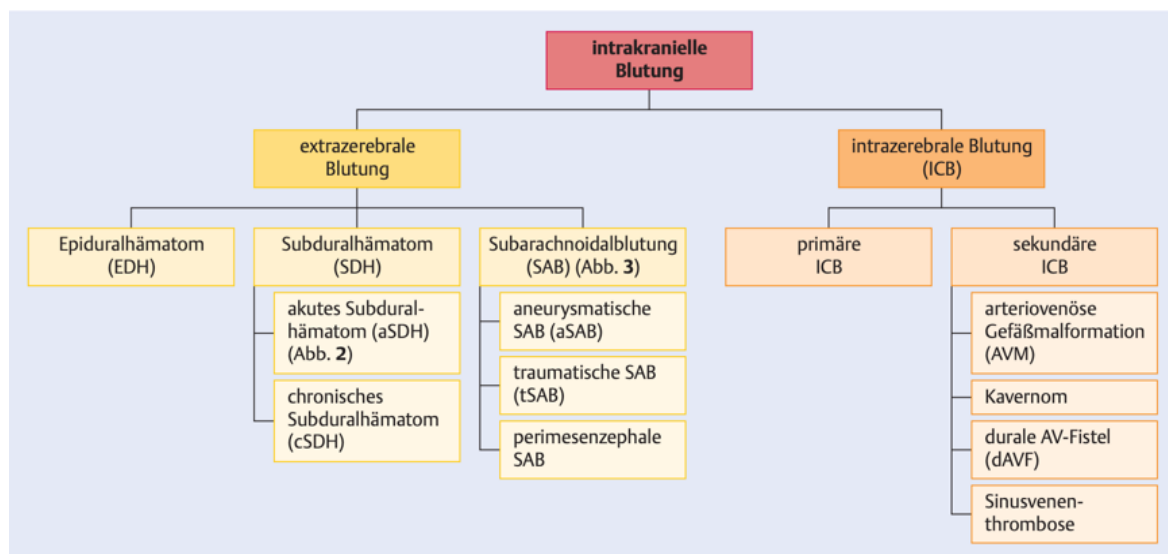 intrakranielle
Blutung
extrazerebrale
Blutung
intrazerebrale Blutung
(ICB)
Epiduralhämatom
(EDH)
Subduralhämatom
(SDH)
akutes Subdural-
hämatom (aSDH)
(Abb. 2)
chronisches
Subduralhämatom
(cSDH)
Subarachnoidalblutung
(SAB) (Abb. 3)
aneurysmatische
SAB (aSAB)
traumatische SAB
(tSAB)
perimesenzephale
SAB
primäre
ICB
sekundäre
ICB
arteriovenöse
Gefäßmalformation
(AVM)
Kavernom
durale AV-Fistel
(dAVF)
Sinusvenen-
thrombose